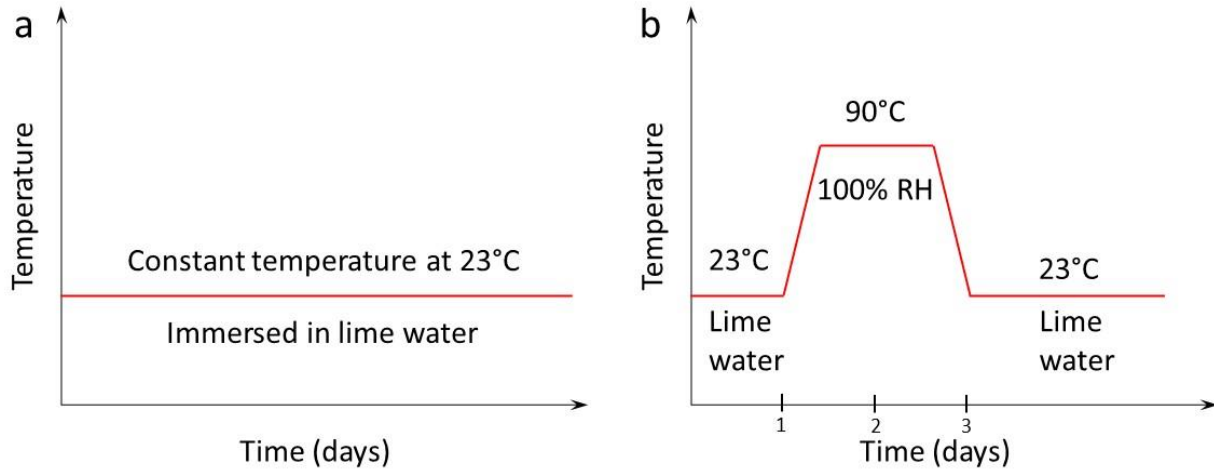 a
Temperature
Constant temperature at 23°C
Immersed in lime water
Time (days)
b
Temperature
90°C
100% RH
23°C
23°C
Lime
water
Lime
water
1
2
3
Time (days)